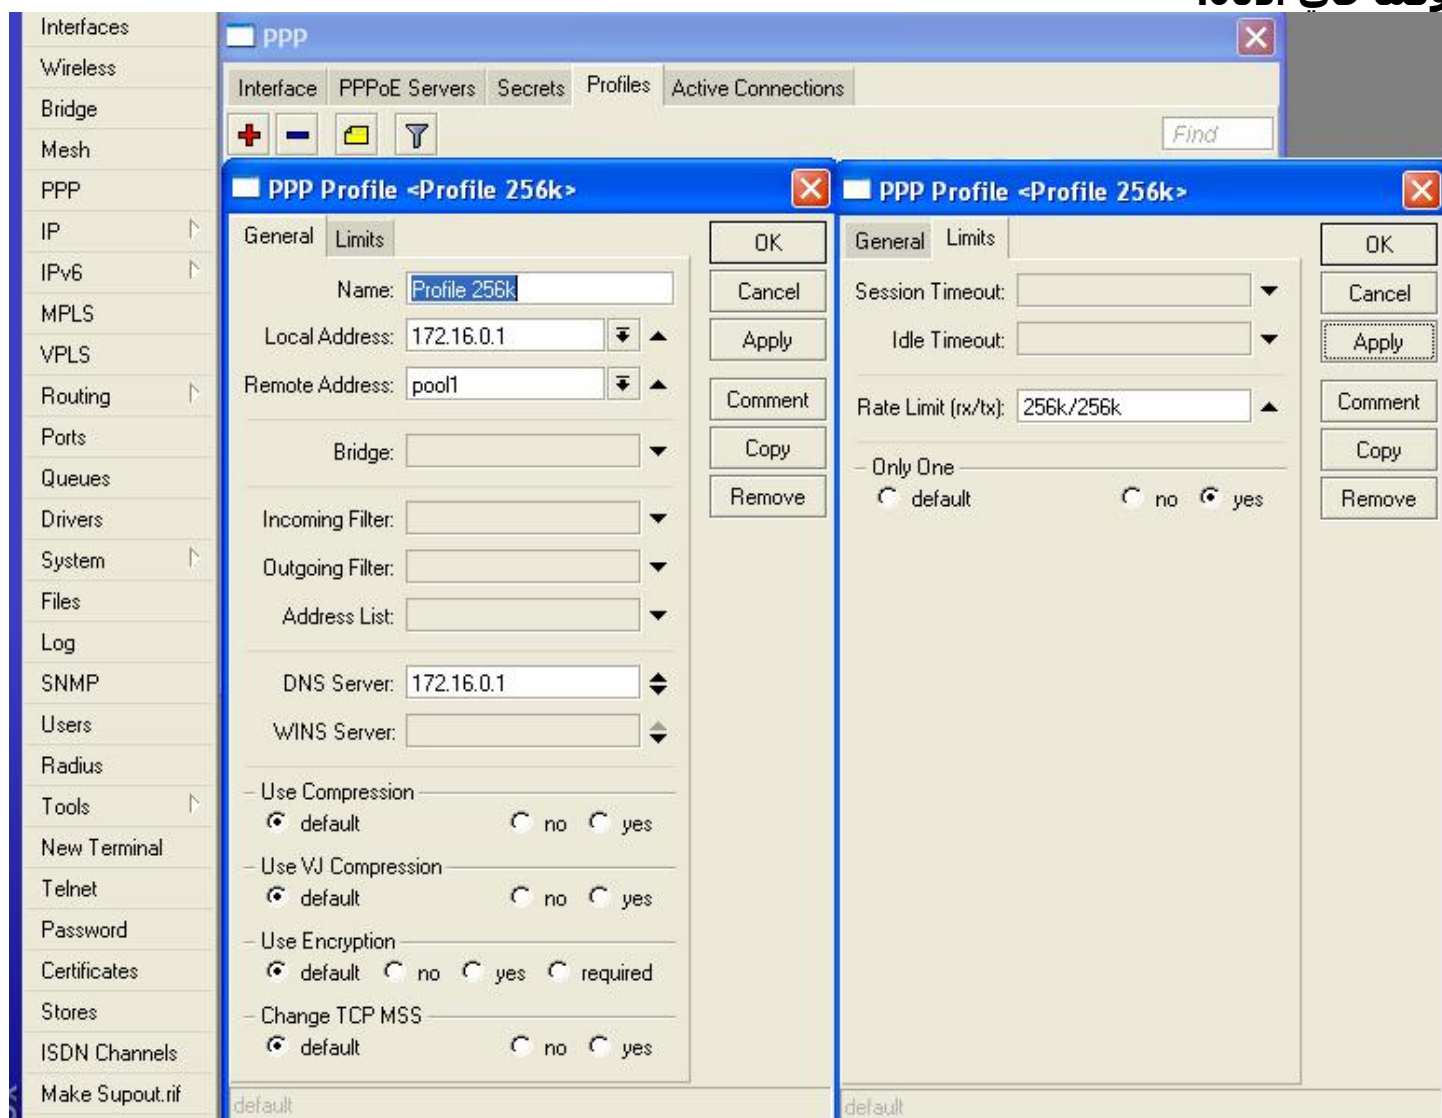 Interfaces
Wireless
Bridge
Mesh
PPP
IP
IPv6
MPLS
VPLS
Routing
Ports
Queues
Drivers
System
Files
Log
SNMP
Users
Radius
Tools
New Terminal
Telnet
Password
Certificates
Stores
ISDN Channels
Make Supout.rif
PPP
Interface PPPoE Servers Secrets Profiles Active Connections
Find
PPP Profile <Profile 256k>
General Limits
Name: Profile 256k
Local Address: 172.16.0.1
Remote Address: pool1
Bridge:
Incoming Filter:
Outgoing Filter:
Address List:
DNS Server: 172.16.0.1
WINS Server:
Use Compression
default no yes
Use VJ Compression
default no yes
Use Encryption
default no yes required
Change TCP MSS
default no yes
OK
Cancel
Apply
Comment
Copy
Remove
default
PPP Profile <Profile 256k>
General Limits
Session Timeout:
Idle Timeout:
Rate Limit (rx/tx): 256k/256k
Only One
default no yes
OK
Cancel
Apply
Comment
Copy
Remove
default